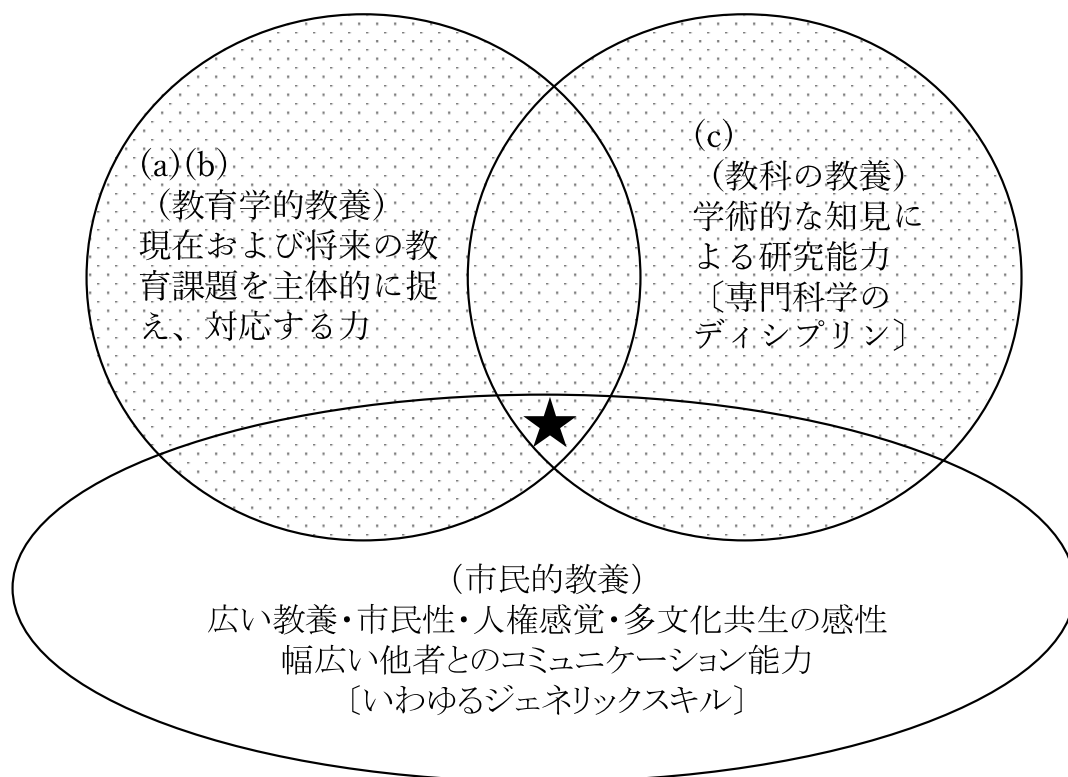 (a)(b)
（教育学的教養）
現在および将来の教
育課題を主体的に捉
え、対応する力
(c)
（教科の教養）
学術的な知見に
よる研究能力
〔専門科学の
ディシプリン〕
★
（市民的教養）
広い教養・市民性・人権感覚・多文化共生の感性
幅広い他者とのコミュニケーション能力
〔いわゆるジェネリックスキル〕